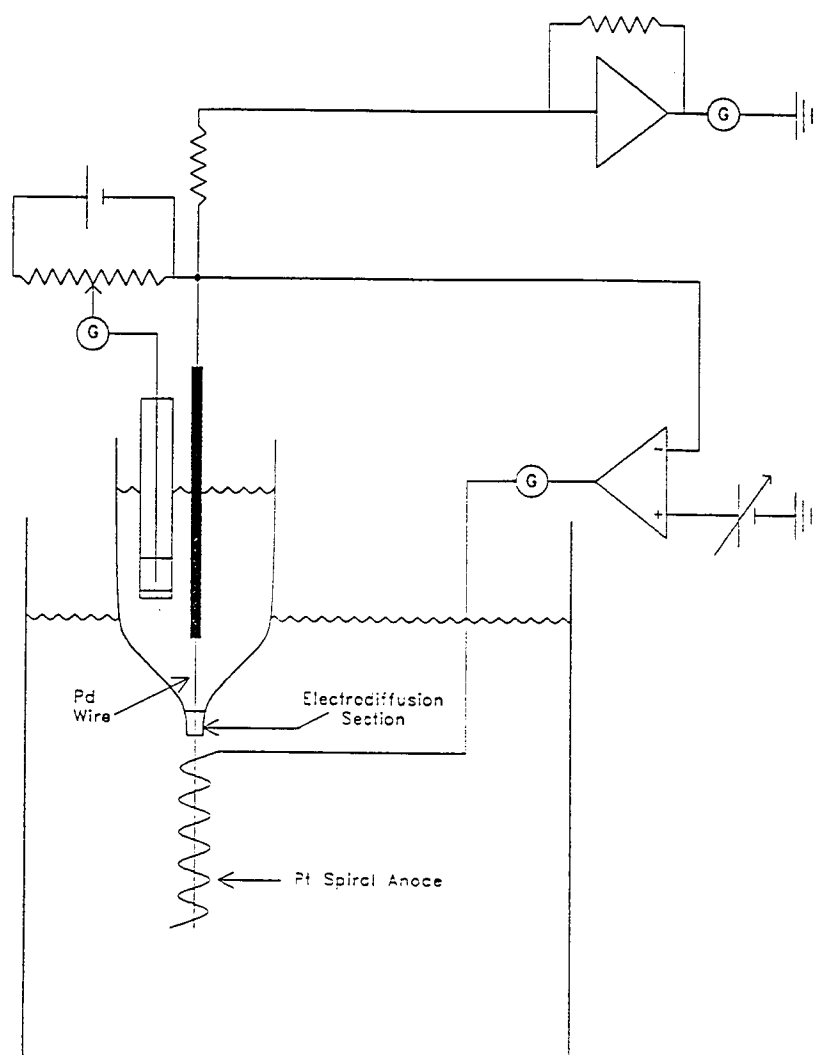 G
G
-
G
+
Pd
Wire
Electrodiffusion
Section
Pt Spiral Anode